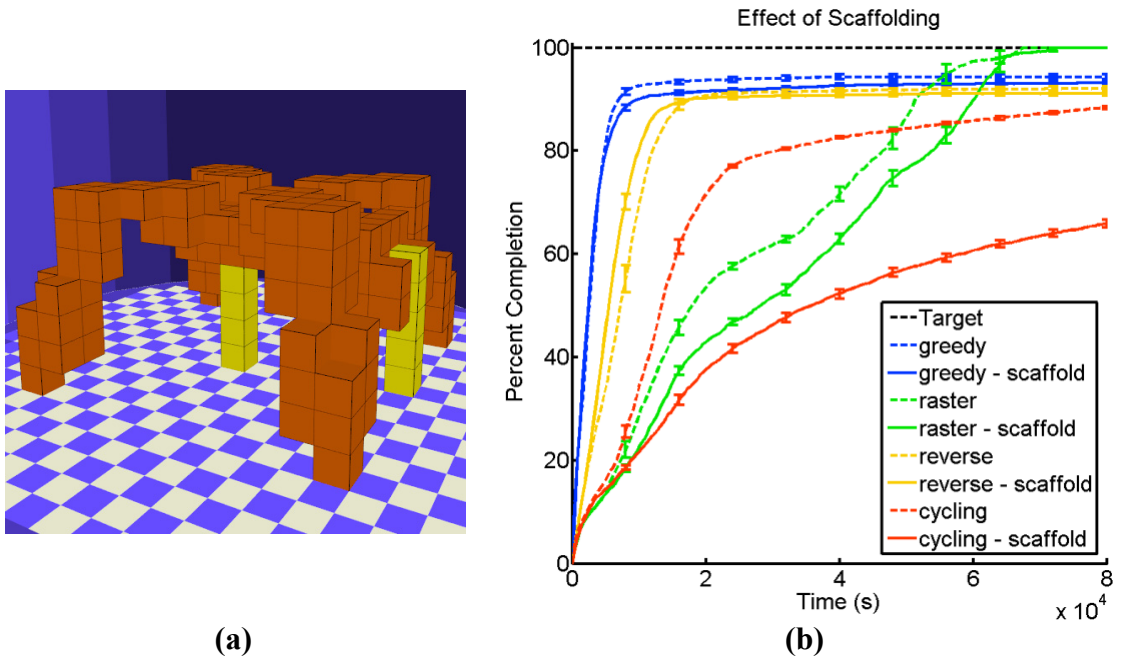 Effect of Scaffolding
100
80
60
40
20
0
Percent Completion
0
2
4
6
8
x 10^4
Time (s)
Target
greedy
greedy - scaffold
raster
raster - scaffold
reverse
reverse - scaffold
cycling
cycling - scaffold
(a)
(b)